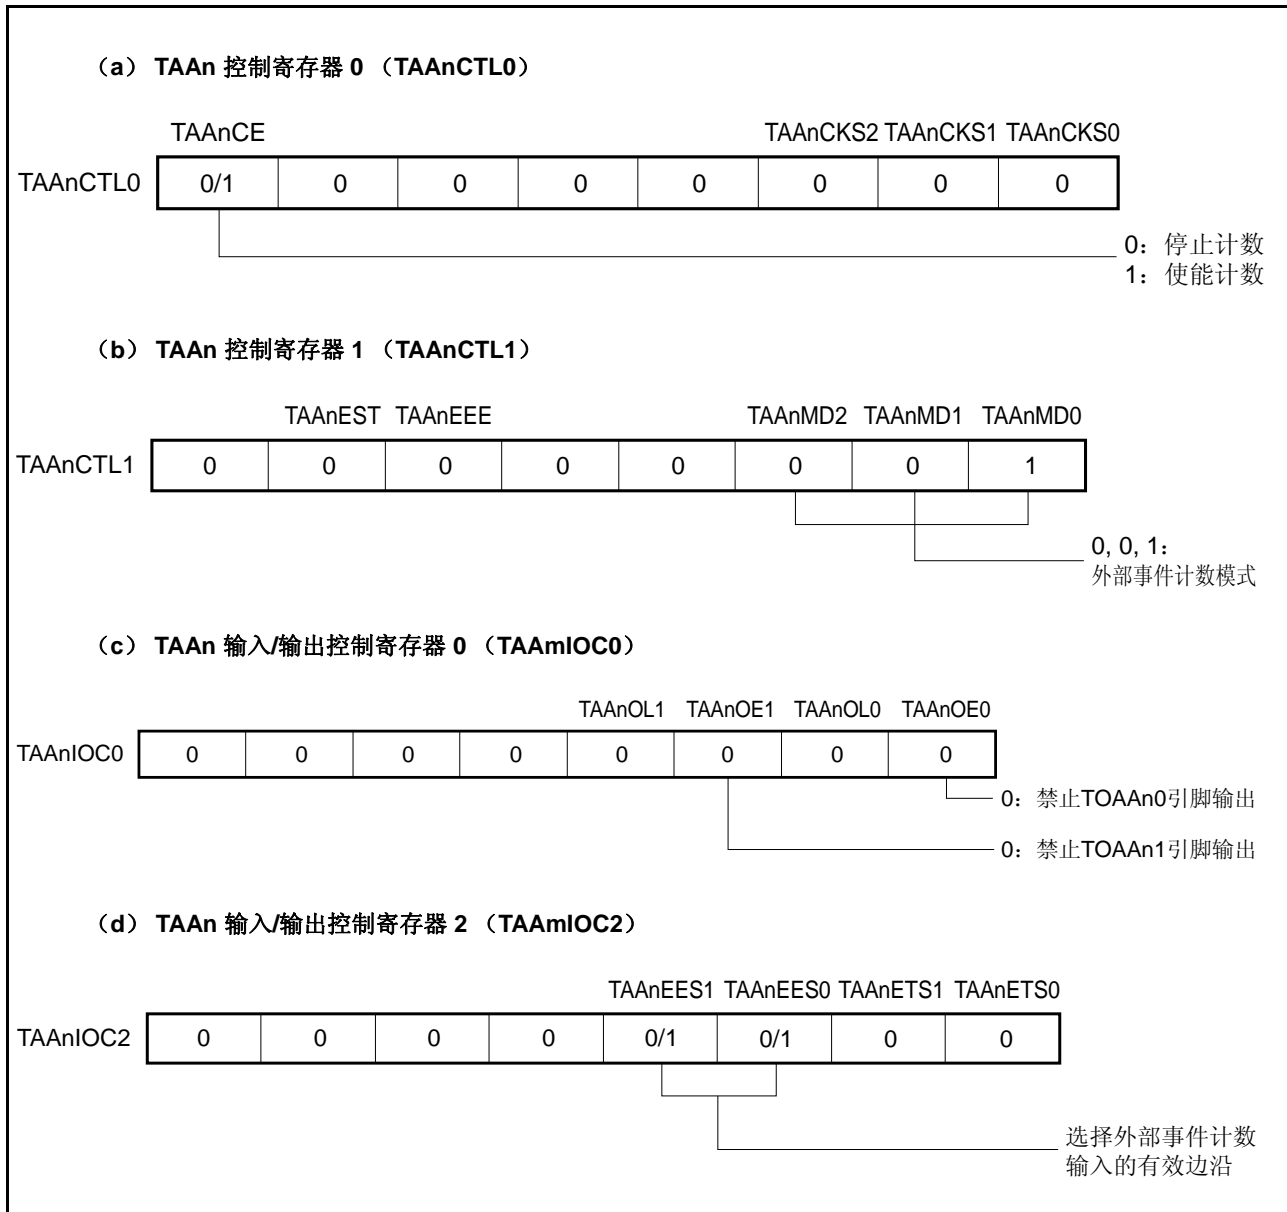 （a） TAAn 控制寄存器 0 （TAAnCTL0）
TAAnCE TAAnCKS2 TAAnCKS1 TAAnCKS0
TAAnCTL0 0/1 0 0 0 0 0 0 0
0：停止计数
1：使能计数
（b） TAAn 控制寄存器 1 （TAAnCTL1）
TAAnEST TAAnEEE TAAnMD2 TAAnMD1 TAAnMD0
TAAnCTL1 0 0 0 0 0 0 0 1
0, 0, 1：
外部事件计数模式
（c） TAAn 输入/输出控制寄存器 0 （TAAmIOC0）
TAAnOL1 TAAnOE1 TAAnOL0 TAAnOE0
TAAnIOC0 0 0 0 0 0 0 0 0
0：禁止TOAAn0引脚输出
0：禁止TOAAn1引脚输出
（d） TAAn 输入/输出控制寄存器 2 （TAAmIOC2）
TAAnEES1 TAAnEES0 TAAnETS1 TAAnETS0
TAAnIOC2 0 0 0 0 0/1 0/1 0 0
选择外部事件计数
输入的有效边沿